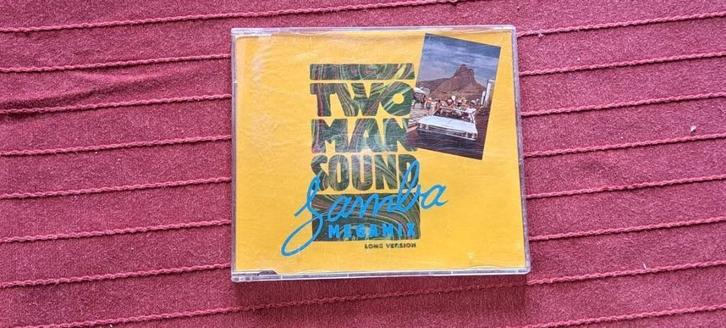 TWO
MAN
SOUND
Samba
MEGAMIX
LONG VERSION